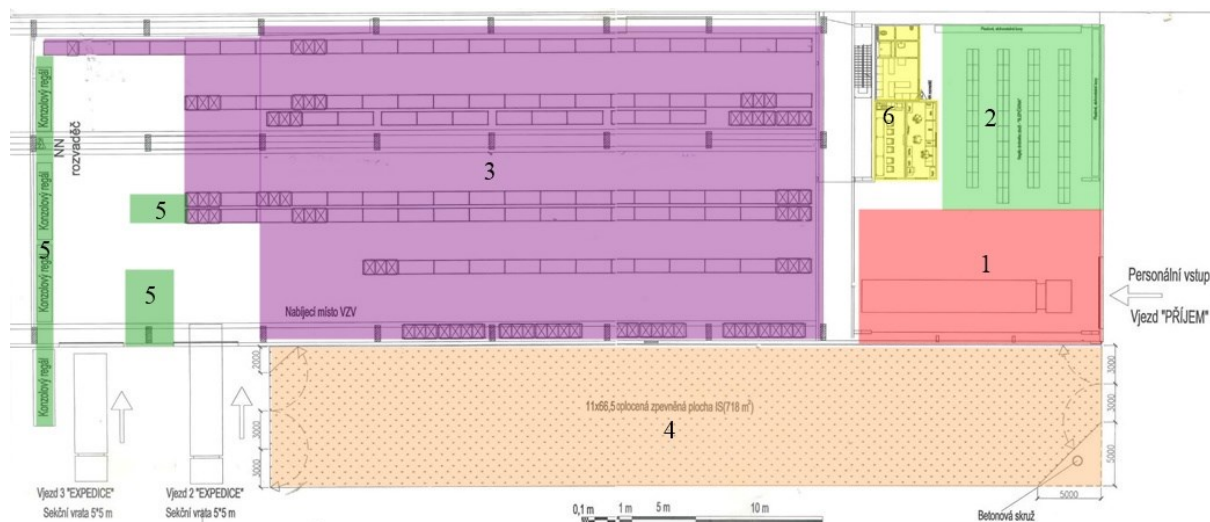 Konzolový regál
NN
rozvaděč
Konzolový regál
Konzolový regál
Konzolový regál
Konzolový regál
5
5
5
3
Nabíjecí místo VZV
6
2
1
Personální vstup
Vjezd "PŘÍJEM"
11x66,5 oplocená zpevněná plocha IS(718 m²)
4
2000
3000
3000
3000
3000
5000
5000
Betonová skruž
Vjezd 3 "EXPEDICE"
Sekční vrata 5*5 m
Vjezd 2 "EXPEDICE"
Sekční vrata 5*5 m
0,1 m 1 m 5 m 10 m